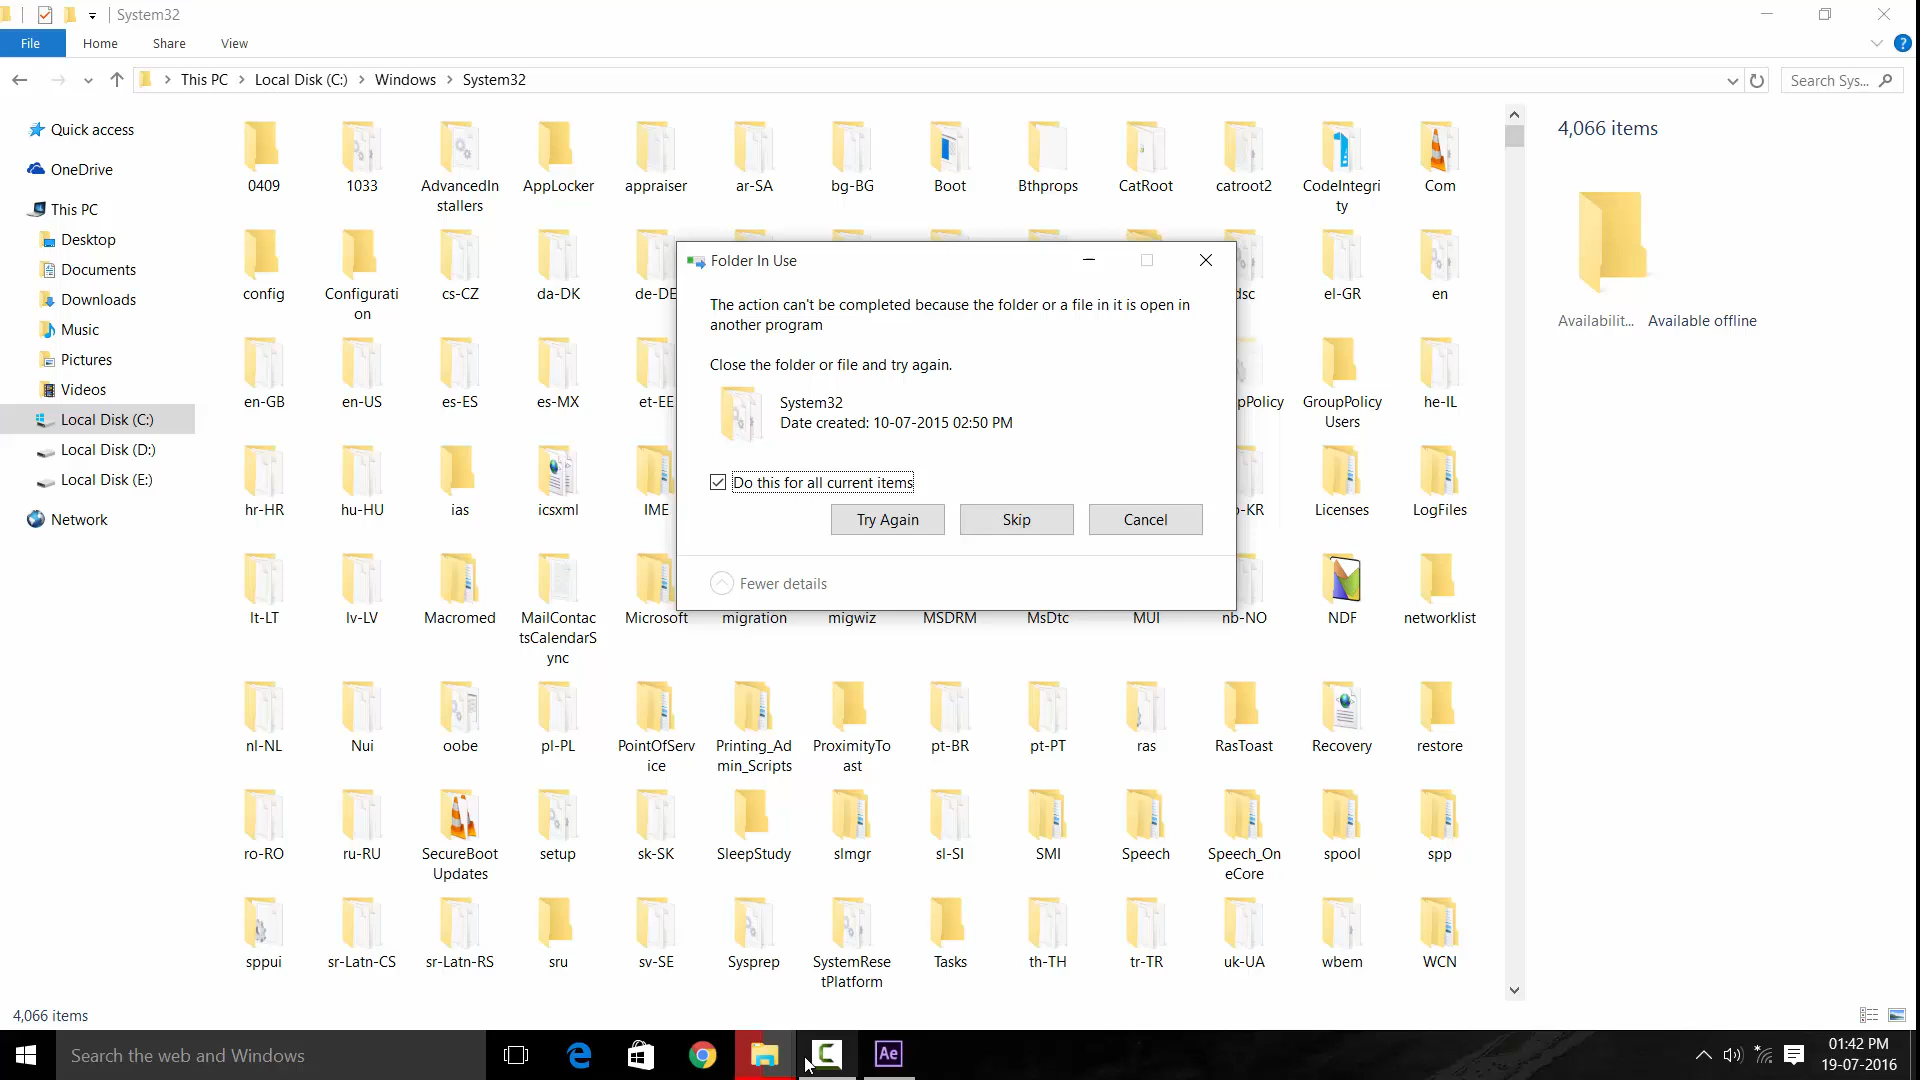 System32
File
Home
Share
View
This PC
Local Disk (C:)
Windows
System32
Search Sys...
Quick access
OneDrive
This PC
Desktop
Documents
Downloads
Music
Pictures
Videos
Local Disk (C:)
Local Disk (D:)
Local Disk (E:)
Network
0409
1033
AdvancedIn
stallers
AppLocker
appraiser
ar-SA
bg-BG
Boot
Bthprops
CatRoot
catroot2
CodeIntegri
ty
Com
config
Configurati
on
cs-CZ
da-DK
de-DE
dsc
el-GR
en
en-GB
en-US
es-ES
es-MX
et-EE
pPolicy
GroupPolicy
Users
he-IL
hr-HR
hu-HU
ias
icsxml
IME
-KR
Licenses
LogFiles
lt-LT
lv-LV
Macromed
MailContac
tsCalendarS
ync
Microsoft
migration
migwiz
MSDRM
MsDtc
MUI
nb-NO
NDF
networklist
nl-NL
Nui
oobe
pl-PL
PointOfServ
ice
Printing_Ad
min_Scripts
ProximityTo
ast
pt-BR
pt-PT
ras
RasToast
Recovery
restore
ro-RO
ru-RU
SecureBoot
Updates
setup
sk-SK
SleepStudy
slmgr
sl-SI
SMI
Speech
Speech_On
eCore
spool
spp
sppui
sr-Latn-CS
sr-Latn-RS
sru
sv-SE
Sysprep
SystemRese
tPlatform
Tasks
th-TH
tr-TR
uk-UA
wbem
WCN
Folder In Use
The action can't be completed because the folder or a file in it is open in
another program
Close the folder or file and try again.
System32
Date created: 10-07-2015 02:50 PM
Do this for all current items
Try Again
Skip
Cancel
Fewer details
4,066 items
Availabilit...
Available offline
4,066 items
Search the web and Windows
Ae
01:42 PM
19-07-2016